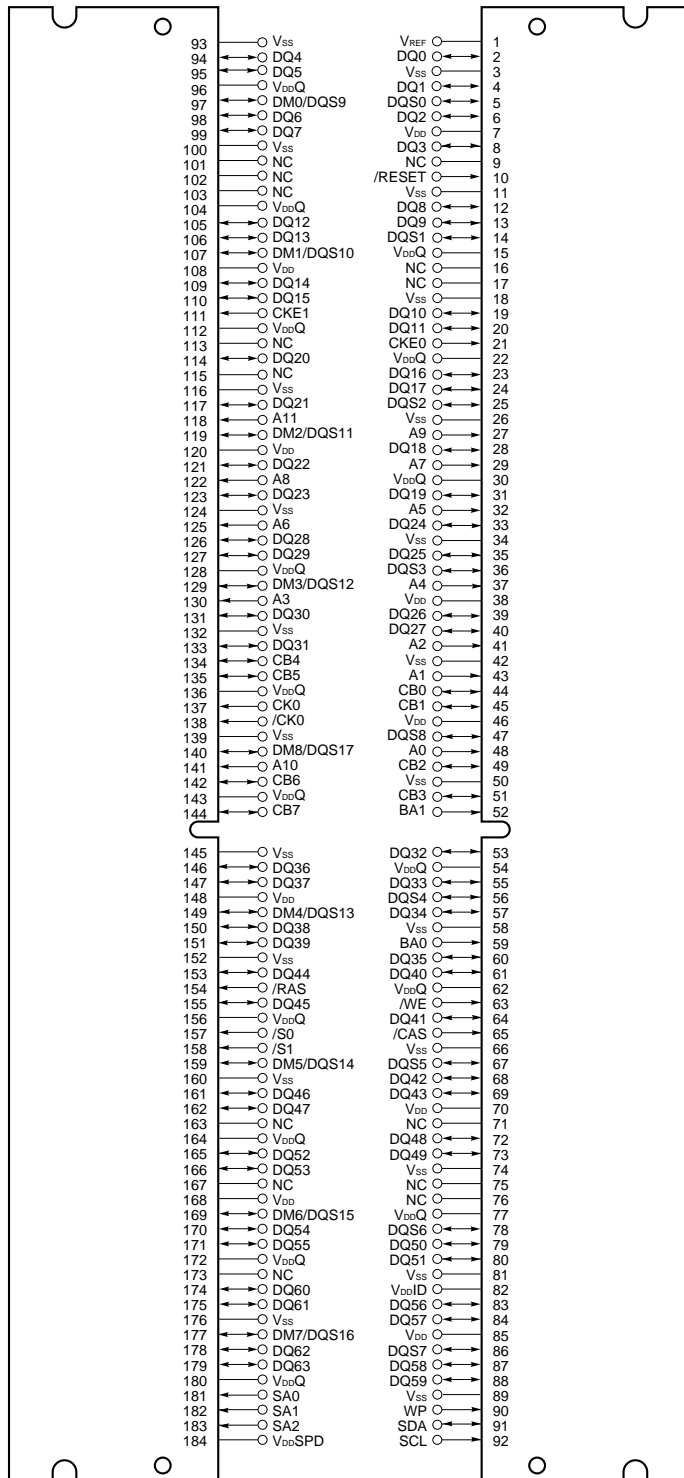 93 VSS VREF 1
94 DQ4 DQ0 2
95 DQ5 VSS 3
96 VDDQ DQ1 4
97 DM0/DQS9 DQS0 5
98 DQ6 DQ2 6
99 DQ7 VDD 7
100 VSS DQ3 8
101 NC NC 9
102 NC /RESET 10
103 NC VSS 11
104 VDDQ DQ8 12
105 DQ12 DQ9 13
106 DQ13 DQS1 14
107 DM1/DQS10 VDDQ 15
108 VDD NC 16
109 DQ14 NC 17
110 DQ15 VSS 18
111 CKE1 DQ10 19
112 VDDQ DQ11 20
113 NC CKE0 21
114 DQ20 VDDQ 22
115 NC DQ16 23
116 VSS DQ17 24
117 DQ21 DQS2 25
118 A11 VSS 26
119 DM2/DQS11 A9 27
120 VDD DQ18 28
121 DQ22 A7 29
122 A8 VDDQ 30
123 DQ23 DQ19 31
124 VSS A5 32
125 A6 DQ24 33
126 DQ28 VSS 34
127 DQ29 DQ25 35
128 VDDQ DQS3 36
129 DM3/DQS12 A4 37
130 A3 VDD 38
131 DQ30 DQ26 39
132 VSS DQ27 40
133 DQ31 A2 41
134 CB4 VSS 42
135 CB5 A1 43
136 VDDQ CB0 44
137 CK0 CB1 45
138 /CK0 VDD 46
139 VSS DQS8 47
140 DM8/DQS17 A0 48
141 A10 CB2 49
142 CB6 VSS 50
143 VDDQ CB3 51
144 CB7 BA1 52
145 VSS DQ32 53
146 DQ36 VDDQ 54
147 DQ37 DQ33 55
148 VDD DQS4 56
149 DM4/DQS13 DQ34 57
150 DQ38 VSS 58
151 DQ39 BA0 59
152 VSS DQ35 60
153 DQ44 DQ40 61
154 /RAS VDDQ 62
155 DQ45 /WE 63
156 VDDQ DQ41 64
157 /S0 /CAS 65
158 /S1 VSS 66
159 DM5/DQS14 DQS5 67
160 VSS DQ42 68
161 DQ46 DQ43 69
162 DQ47 VDD 70
163 NC NC 71
164 VDDQ DQ48 72
165 DQ52 DQ49 73
166 DQ53 VSS 74
167 NC NC 75
168 VDD NC 76
169 DM6/DQS15 VDDQ 77
170 DQ54 DQS6 78
171 DQ55 DQ50 79
172 VDDQ DQ51 80
173 NC VSS 81
174 DQ60 VDDID 82
175 DQ61 DQ56 83
176 VSS DQ57 84
177 DM7/DQS16 VDD 85
178 DQ62 DQS7 86
179 DQ63 DQ58 87
180 VDDQ DQ59 88
181 SA0 VSS 89
182 SA1 WP 90
183 SA2 SDA 91
184 VDDSPD SCL 92